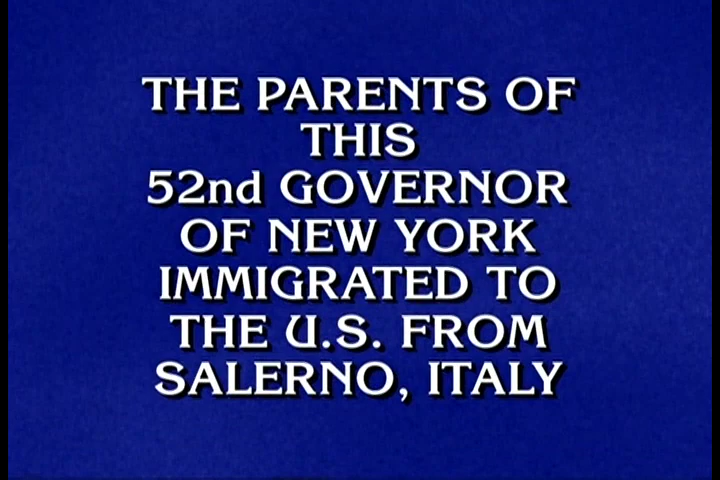 THE PARENTS OF
THIS
52nd GOVERNOR
OF NEW YORK
IMMIGRATED TO
THE U.S. FROM
SALERNO, ITALY